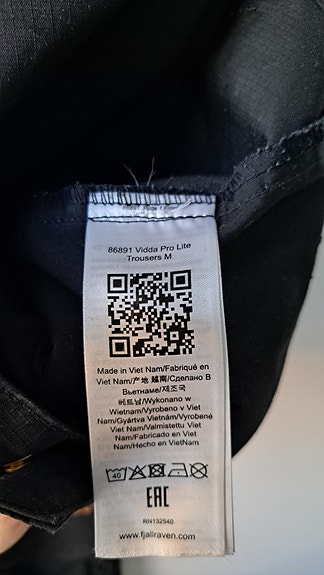 86891 Vidda Pro Lite
Trousers M
Made in Viet Nam/Fabriqué en
Viet Nam/产地 越南/Сделано В
Вьетнаме/제조국
베트남/Wykonano w
Wietnam/Vyrobeno v Viet
Nam/Gyártva Vietnám/Vyrobené
Viet Nam/Valmistettu Viet
Nam/Fabricado en Viet
Nam/Hecho en VietNam
40
EAC
RN132540
www.fjallraven.com